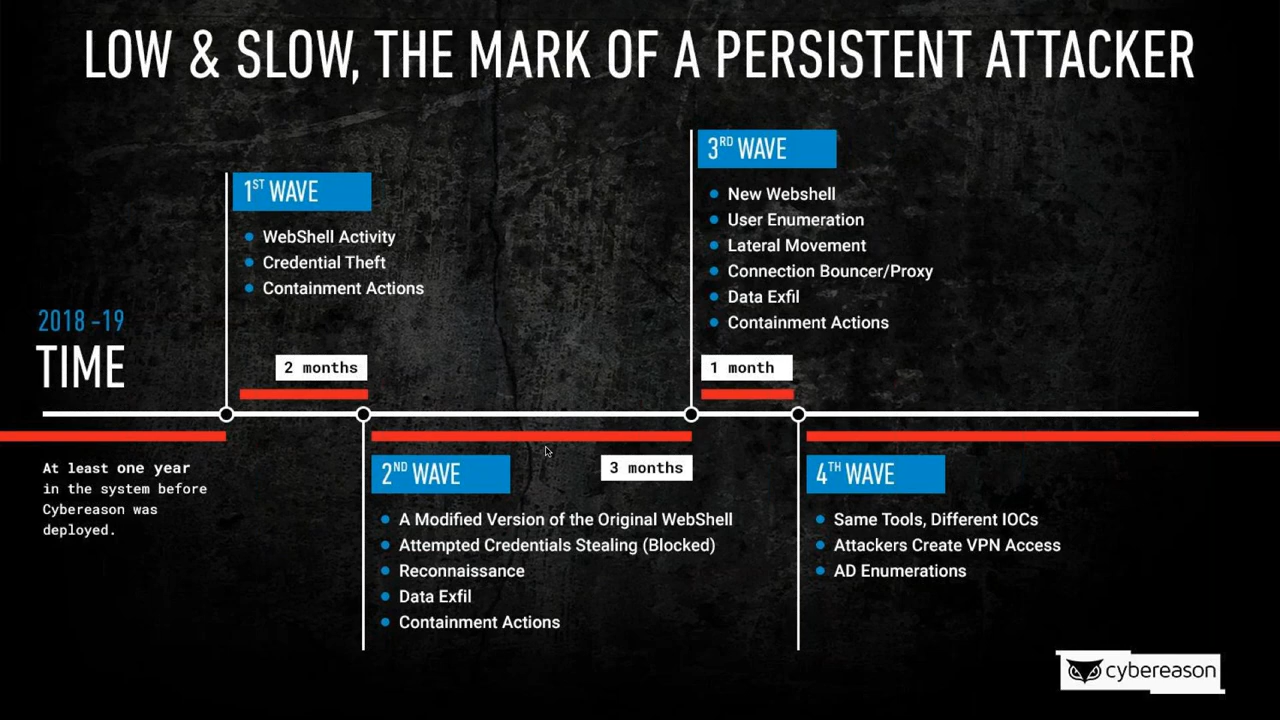 LOW & SLOW, THE MARK OF A PERSISTENT ATTACKER
1ST WAVE
WebShell Activity
Credential Theft
Containment Actions
3RD WAVE
New Webshell
User Enumeration
Lateral Movement
Connection Bouncer/Proxy
Data Exfil
Containment Actions
2018 -19
TIME
2 months
1 month
At least one year
in the system before
Cybereason was
deployed.
2ND WAVE
3 months
A Modified Version of the Original WebShell
Attempted Credentials Stealing (Blocked)
Reconnaissance
Data Exfil
Containment Actions
4TH WAVE
Same Tools, Different IOCs
Attackers Create VPN Access
AD Enumerations
cybereason